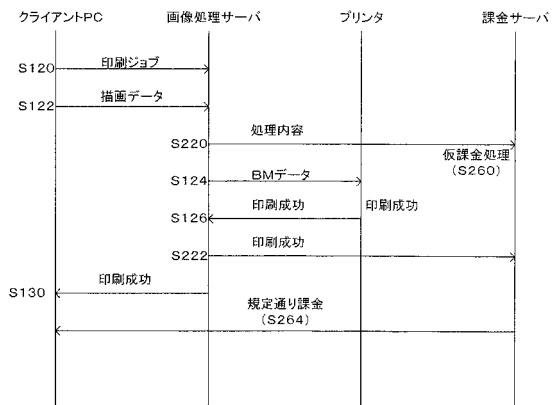 クライアントPC 画像処理サーバ プリンタ 課金サーバ
S120 印刷ジョブ
S122 描画データ
S220 処理内容
仮課金処理
(S260)
S124 BMデータ
S126 印刷成功 印刷成功
S222 印刷成功
S130 印刷成功
規定通り課金
(S264)